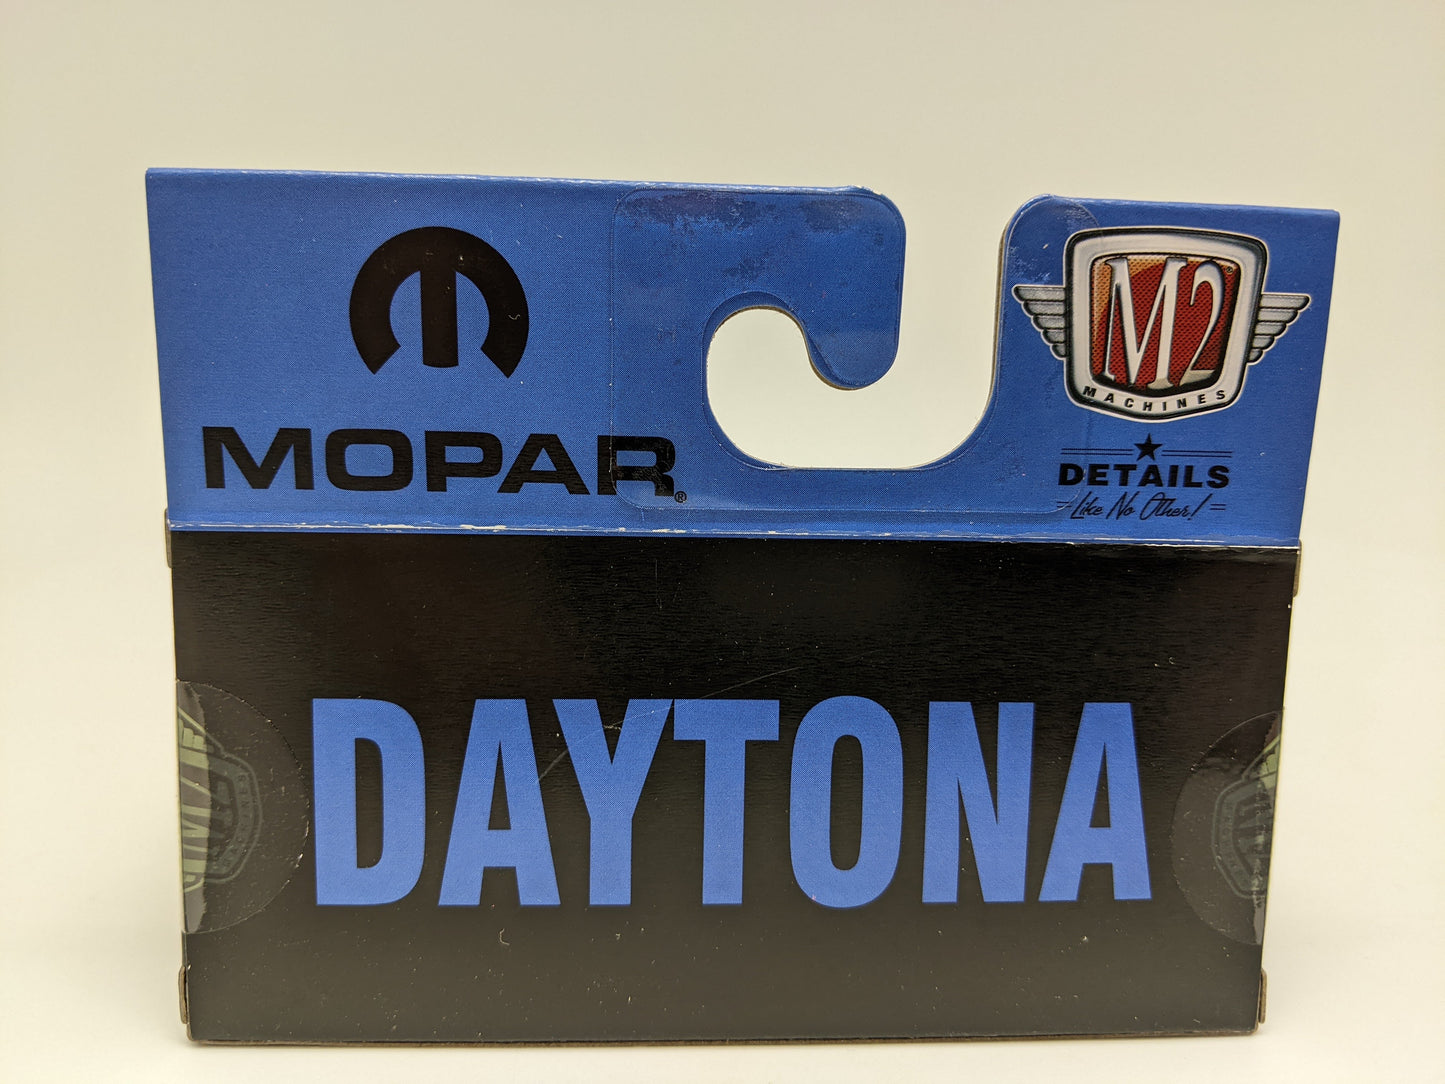 MOPAR®
M2®
MACHINES
DETAILS
Like No Other!
DAYTONA